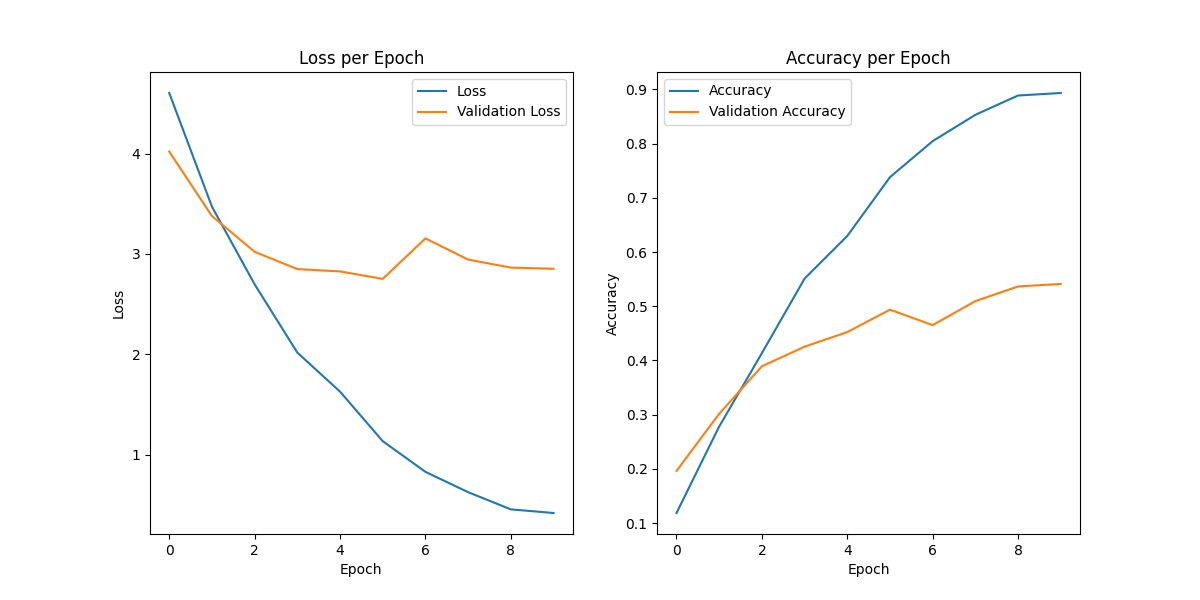 Loss per Epoch
Loss
Validation Loss
4
3
2
1
Loss
0
2
4
6
8
Epoch
Accuracy per Epoch
Accuracy
Validation Accuracy
0.9
0.8
0.7
0.6
0.5
0.4
0.3
0.2
0.1
Accuracy
0
2
4
6
8
Epoch